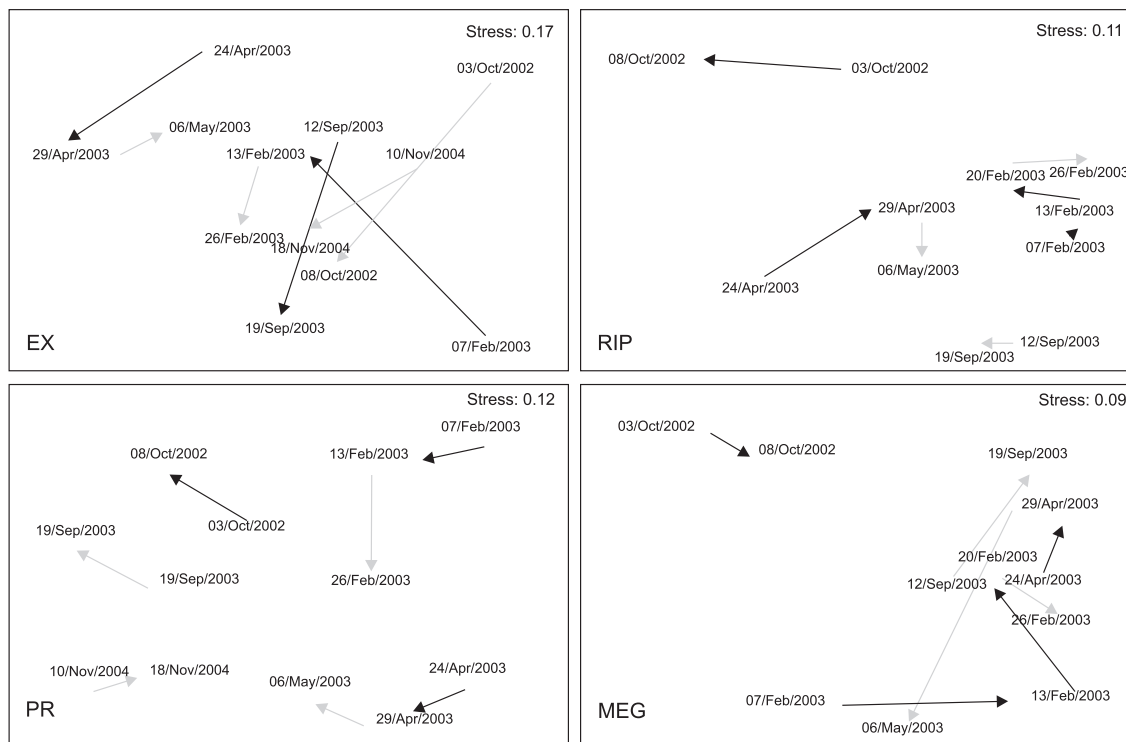 Stress: 0.17
24/Apr/2003
03/Oct/2002
06/May/2003
12/Sep/2003
29/Apr/2003
13/Feb/2003
10/Nov/2004
26/Feb/2003
18/Nov/2004
08/Oct/2002
19/Sep/2003
07/Feb/2003
EX
Stress: 0.11
08/Oct/2002
03/Oct/2002
20/Feb/2003
26/Feb/2003
29/Apr/2003
13/Feb/2003
07/Feb/2003
06/May/2003
24/Apr/2003
12/Sep/2003
19/Sep/2003
RIP
Stress: 0.12
07/Feb/2003
08/Oct/2002
13/Feb/2003
19/Sep/2003
03/Oct/2002
19/Sep/2003
26/Feb/2003
10/Nov/2004
18/Nov/2004
24/Apr/2003
06/May/2003
29/Apr/2003
PR
Stress: 0.09
03/Oct/2002
08/Oct/2002
19/Sep/2003
29/Apr/2003
20/Feb/2003
12/Sep/2003
24/Apr/2003
26/Feb/2003
07/Feb/2003
13/Feb/2003
06/May/2003
MEG